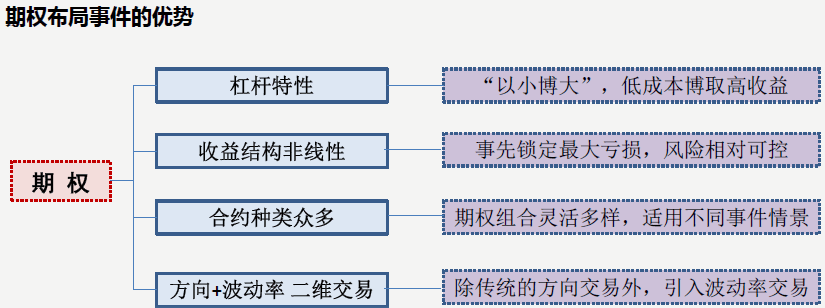 期权布局事件的优势
杠杆特性
“以小博大”，低成本博取高收益
收益结构非线性
事先锁定最大亏损，风险相对可控
期 权
合约种类众多
期权组合灵活多样，适用不同事件情景
方向+波动率 二维交易
除传统的方向交易外，引入波动率交易